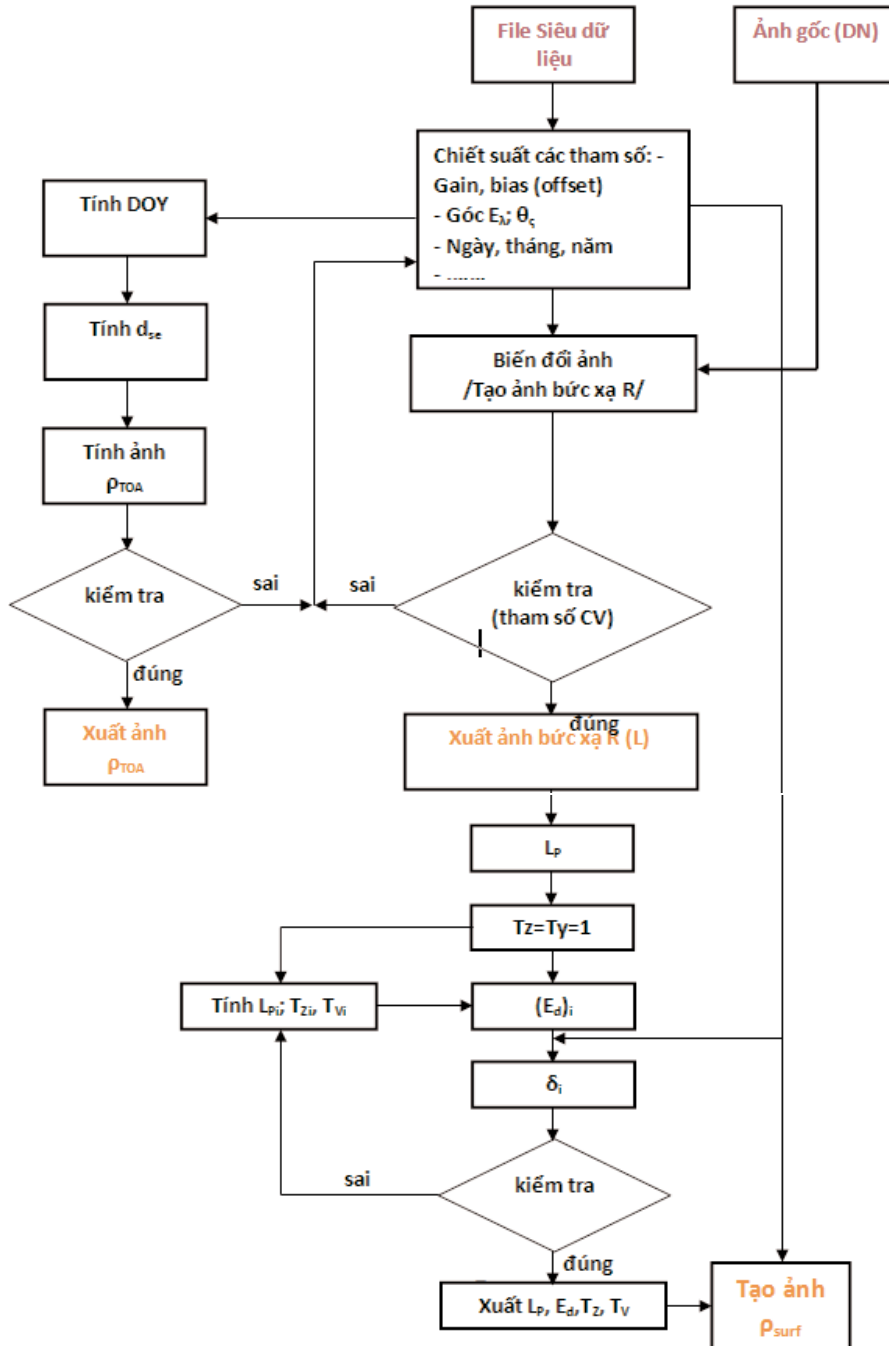 File Siêu dữ
liệu
Ảnh gốc (DN)
Chiết suất các tham số: -
Gain, bias (offset)
- Góc Eλ; θς
- Ngày, tháng, năm
- ........
Tính DOY
Tính dse
Biến đổi ảnh
/Tạo ảnh bức xạ R/
Tính ảnh
ρTOA
kiểm tra
sai
sai
kiểm tra
(tham số CV)
đúng
Xuất ảnh
ρTOA
đúng
Xuất ảnh bức xạ R (L)
LP
Tz=Ty=1
Tính LPi; TZi, TVi
(Ed)i
δi
sai
kiểm tra
đúng
Xuất LP, Ed,TZ, TV
Tạo ảnh
ρsurf